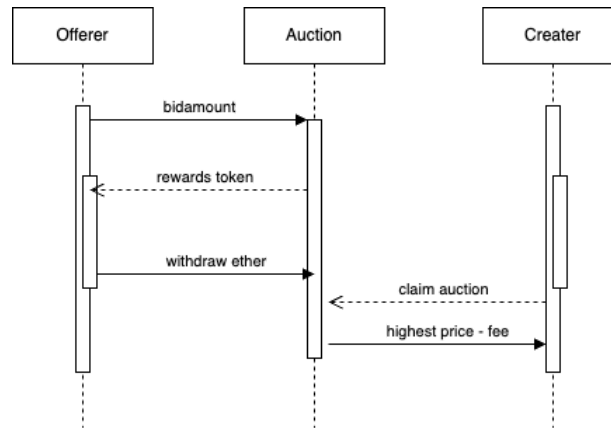 Offerer
Auction
Creater
bidamount
rewards token
withdraw ether
claim auction
highest price - fee